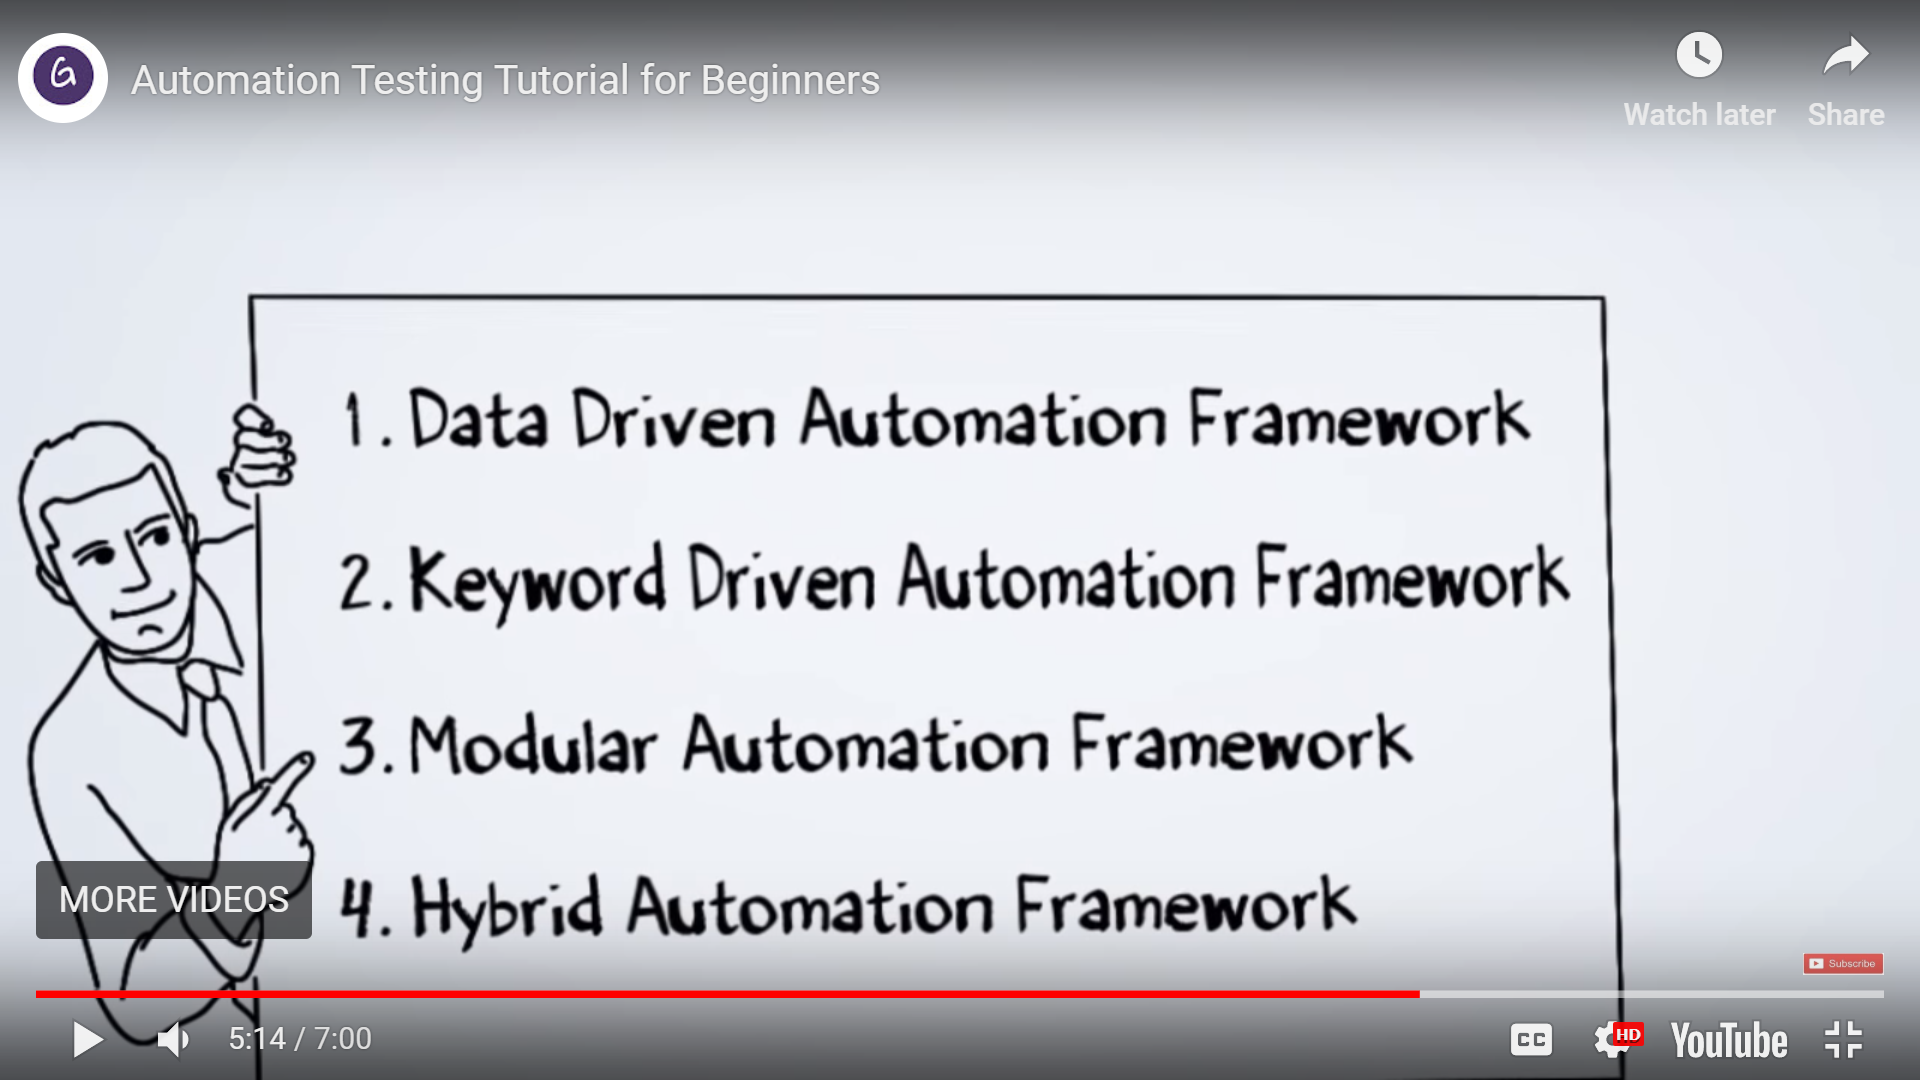 G
Automation Testing Tutorial for Beginners
Watch later
Share
1. Data Driven Automation Framework
2. Keyword Driven Automation Framework
3. Modular Automation Framework
4. Hybrid Automation Framework
MORE VIDEOS
Subscribe
5:14 / 7:00
CC
HD
YouTube